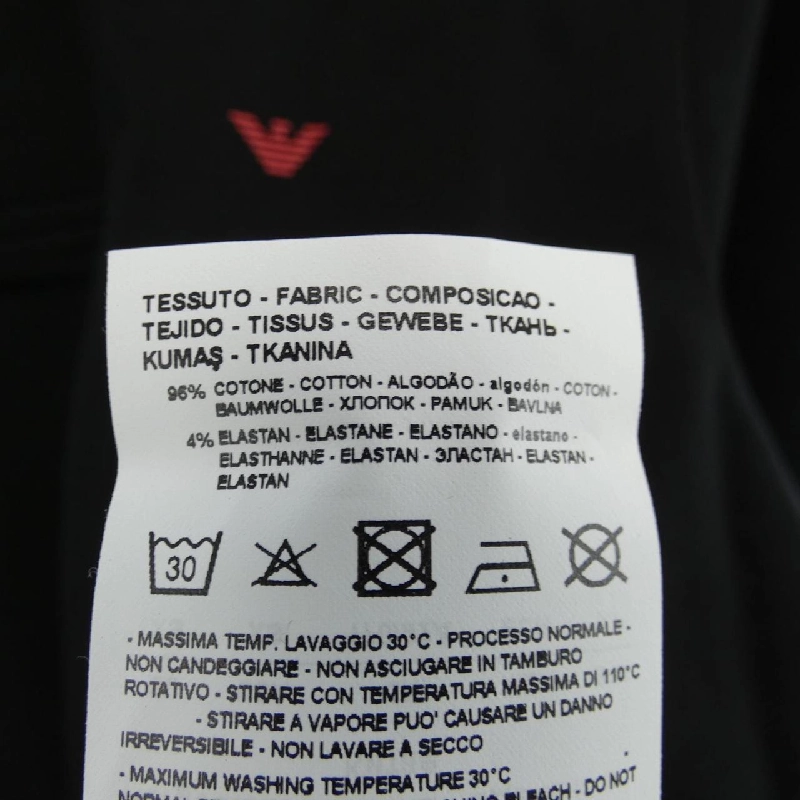 TESSUTO - FABRIC - COMPOSICAO -
TEJIDO - TISSUS - GEWEBE - ТКАНЬ -
KUMAŞ - TKANINA
96% COTONE - COTTON - ALGODÃO - algodón - COTON -
BAUMWOLLE - ХЛОПОК - PAMUK - BAVLNA
4% ELASTAN - ELASTANE - ELASTANO - elastano -
ELASTHANNE - ELASTAN - ЭЛАСТАН - ELASTAN -
ELASTAN
30
- MASSIMA TEMP. LAVAGGIO 30°C - PROCESSO NORMALE -
NON CANDEGGIARE - NON ASCIUGARE IN TAMBURO
ROTATIVO - STIRARE CON TEMPERATURA MASSIMA DI 110°C
- STIRARE A VAPORE PUO' CAUSARE UN DANNO
IRREVERSIBILE - NON LAVARE A SECCO
- MAXIMUM WASHING TEMPERATURE 30°C
BLEACH - DO NOT